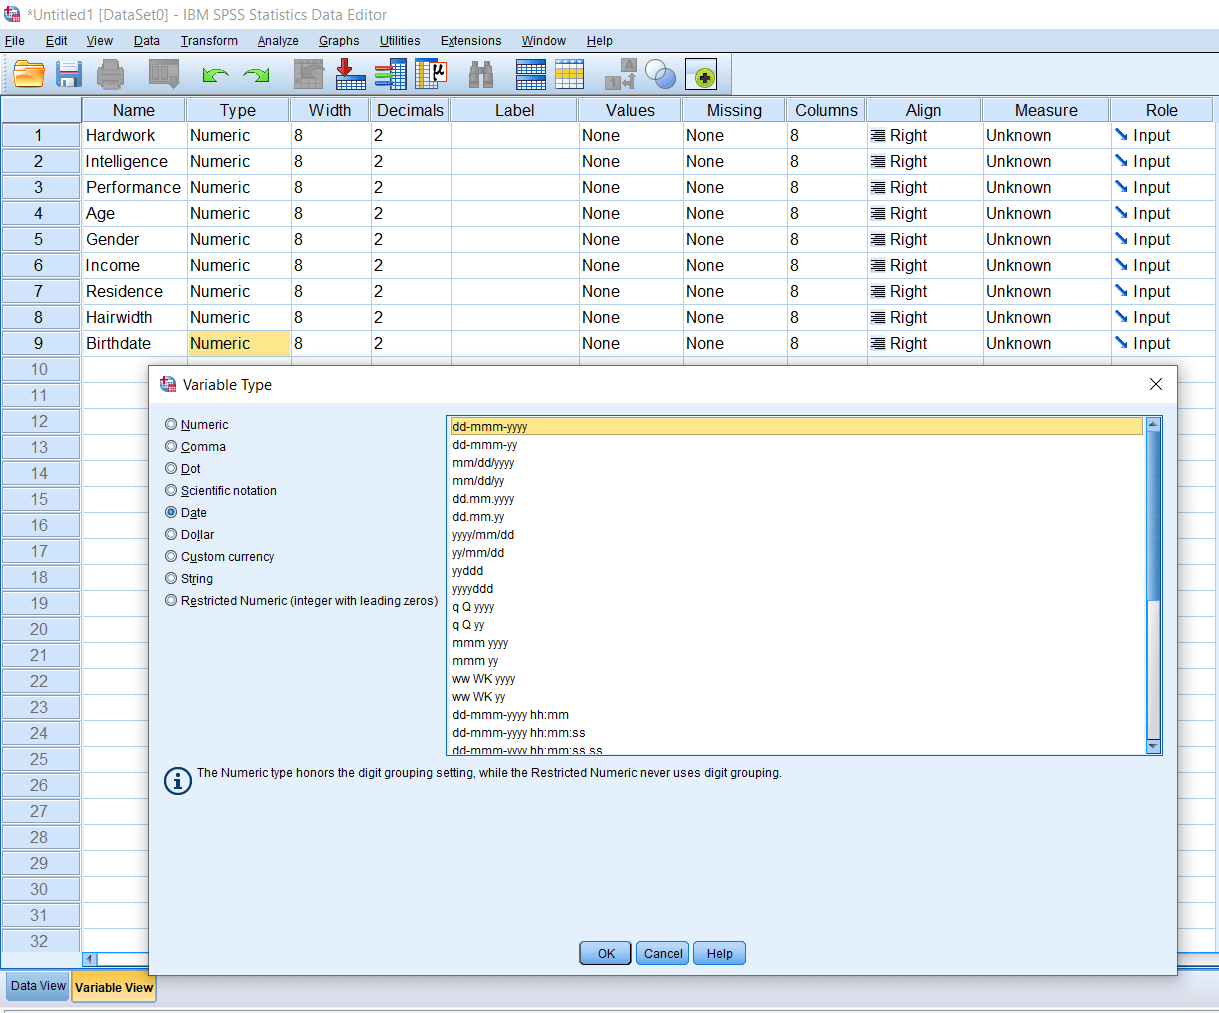 *Untitled1 [DataSet0] - IBM SPSS Statistics Data Editor
File Edit View Data Transform Analyze Graphs Utilities Extensions Window Help
Name Type Width Decimals Label Values Missing Columns Align Measure Role
1 Hardwork Numeric 8 2 None None 8 Right Unknown Input
2 Intelligence Numeric 8 2 None None 8 Right Unknown Input
3 Performance Numeric 8 2 None None 8 Right Unknown Input
4 Age Numeric 8 2 None None 8 Right Unknown Input
5 Gender Numeric 8 2 None None 8 Right Unknown Input
6 Income Numeric 8 2 None None 8 Right Unknown Input
7 Residence Numeric 8 2 None None 8 Right Unknown Input
8 Hairwidth Numeric 8 2 None None 8 Right Unknown Input
9 Birthdate Numeric 8 2 None None 8 Right Unknown Input
10
11
12
13
14
15
16
17
18
19
20
21
22
23
24
25
26
27
28
29
30
31
32
Variable Type
Numeric
Comma
Dot
Scientific notation
Date
Dollar
Custom currency
String
Restricted Numeric (integer with leading zeros)
dd-mmm-yyyy
dd-mmm-yy
mm/dd/yyyy
mm/dd/yy
dd.mm.yyyy
dd.mm.yy
yyyy/mm/dd
yy/mm/dd
yyddd
yyyyddd
q Q yyyy
q Q yy
mmm yyyy
mmm yy
ww WK yyyy
ww WK yy
dd-mmm-yyyy hh:mm
dd-mmm-yyyy hh:mm:ss
dd-mmm-yyyy hh:mm:ss.ss
The Numeric type honors the digit grouping setting, while the Restricted Numeric never uses digit grouping.
OK Cancel Help
Data View Variable View